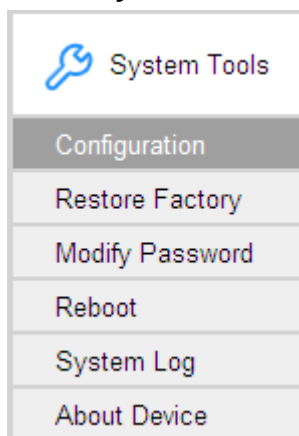 System Tools
Configuration
Restore Factory
Modify Password
Reboot
System Log
About Device